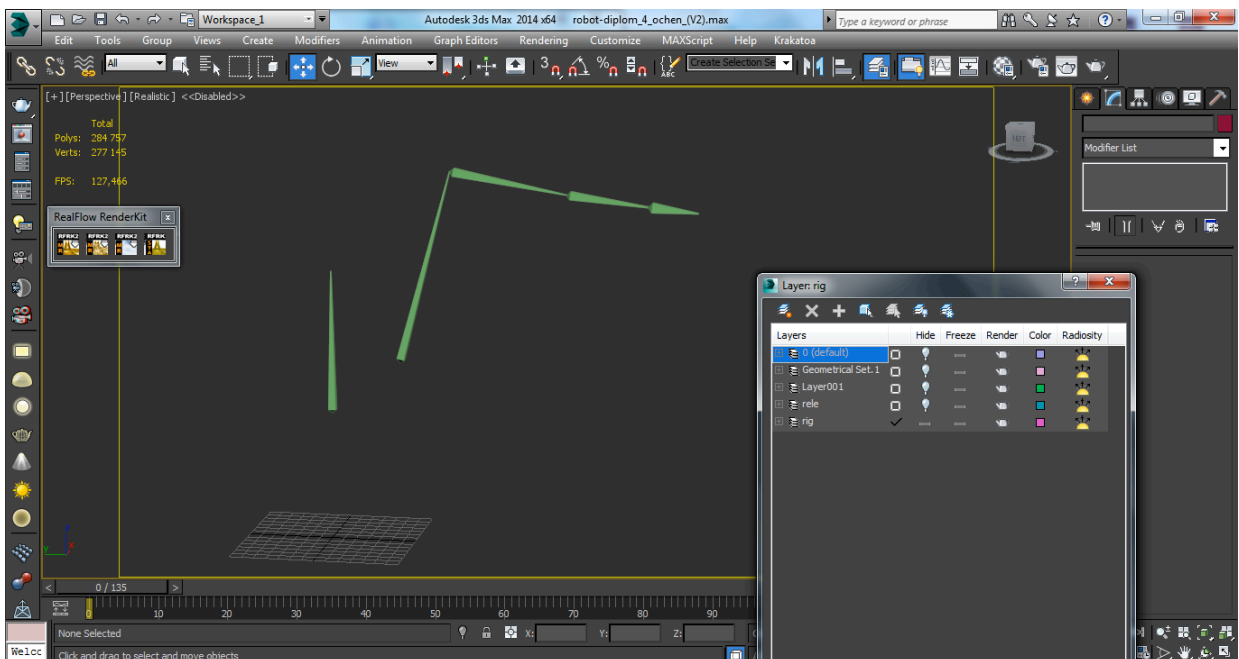 Workspace_1
Autodesk 3ds Max 2014 x64 robot-diplom_4_ochen_(V2).max
Type a keyword or phrase
Edit Tools Group Views Create Modifiers Animation Graph Editors Rendering Customize MAXScript Help Krakatoa
All
View
3
Create Selection Se
[+][Perspective][Realistic] <<Disabled>>
Total
Polys: 284 757
Verts: 277 145
FPS: 127,466
Modifier List
RealFlow RenderKit
RFRK2 RFRK2 RFRK2 RFRK
Layer: rig
Layers Hide Freeze Render Color Radiosity
0 (default)
Geometrical Set.1
Layer001
rele
rig
y x
0 / 135
0 10 20 30 40 50 60 70 80 90
None Selected
X: Y: Z:
Welcc
Click and drag to select and move objects